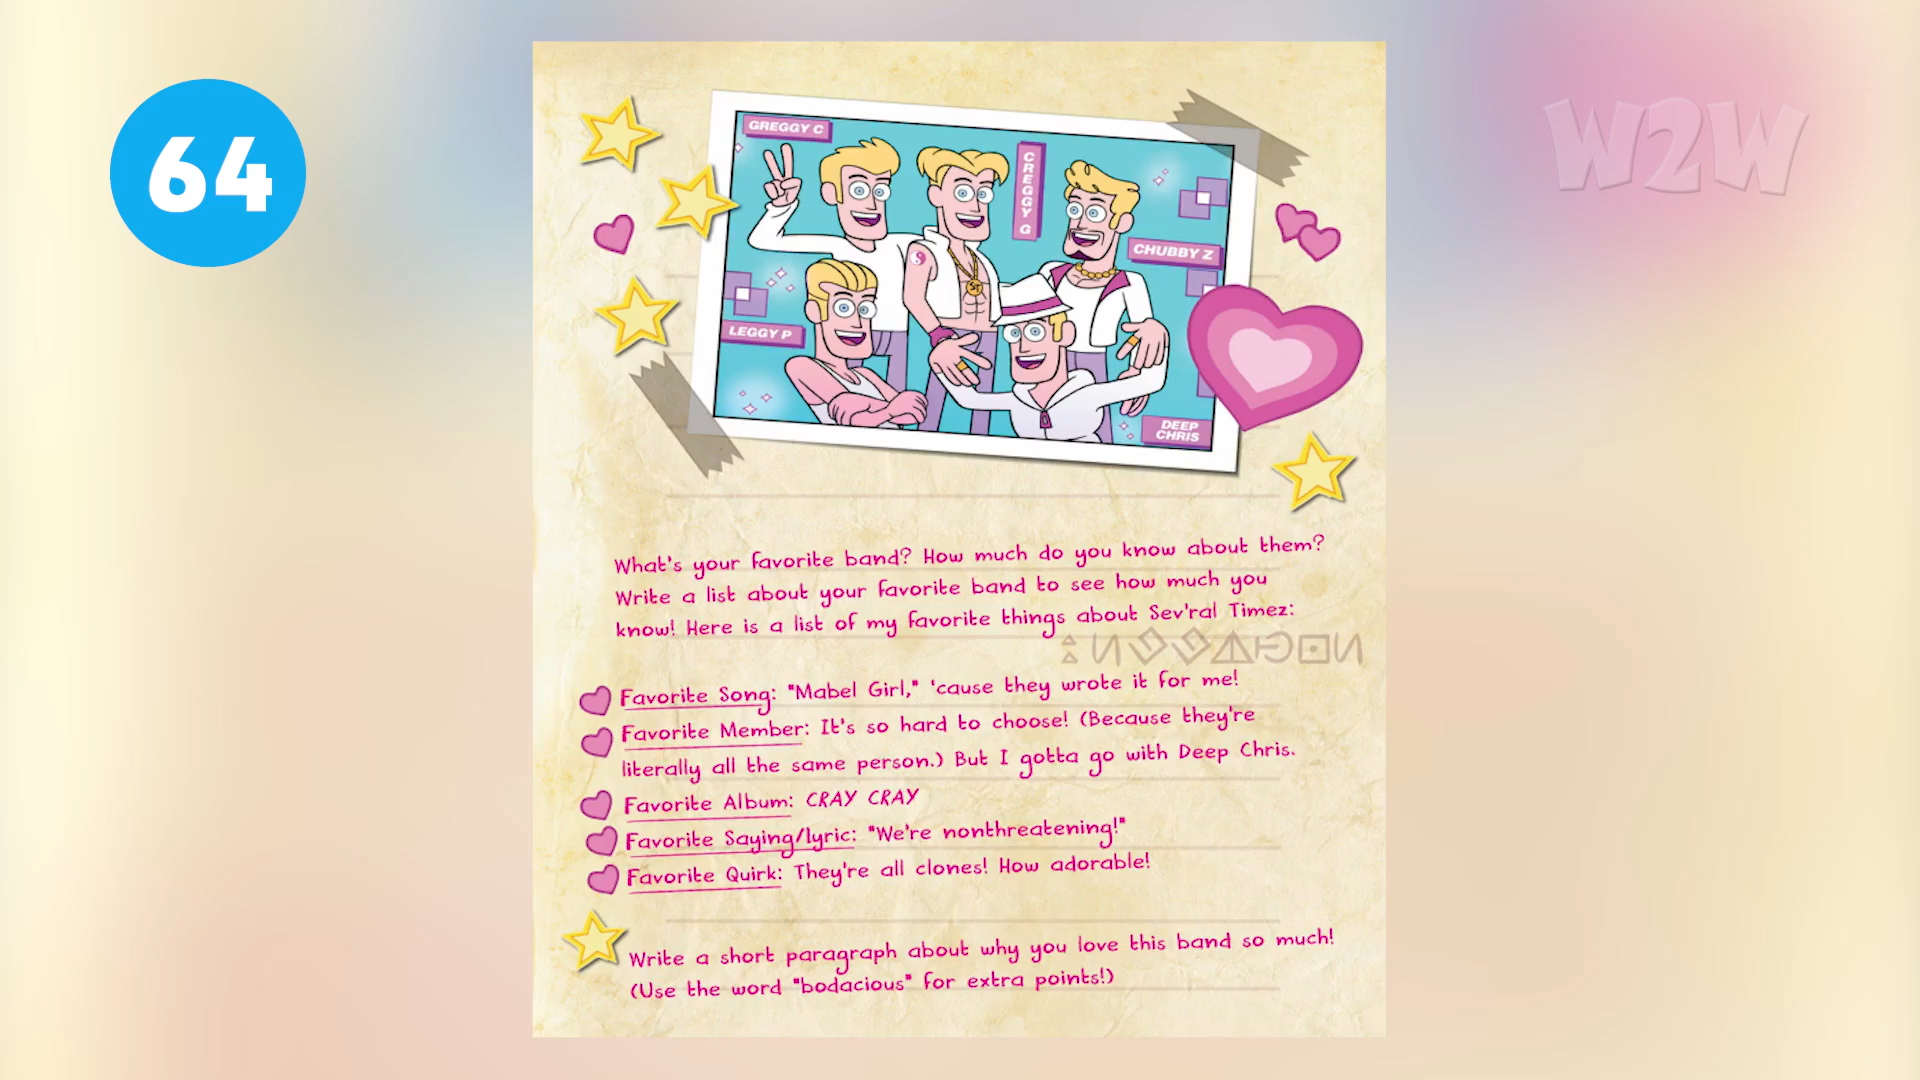 64
W2W
GREGGY C
CREGGY G
CHUBBY Z
LEGGY P
DEEP
CHRIS
What's your favorite band? How much do you know about them?
Write a list about your favorite band to see how much you
know! Here is a list of my favorite things about Sev'ral Timez:
Favorite Song: "Mabel Girl," 'cause they wrote it for me!
Favorite Member: It's so hard to choose! (Because they're
literally all the same person.) But I gotta go with Deep Chris.
Favorite Album: CRAY CRAY
Favorite Saying/lyric: "We're nonthreatening!"
Favorite Quirk: They're all clones! How adorable!
Write a short paragraph about why you love this band so much!
(Use the word "bodacious" for extra points!)